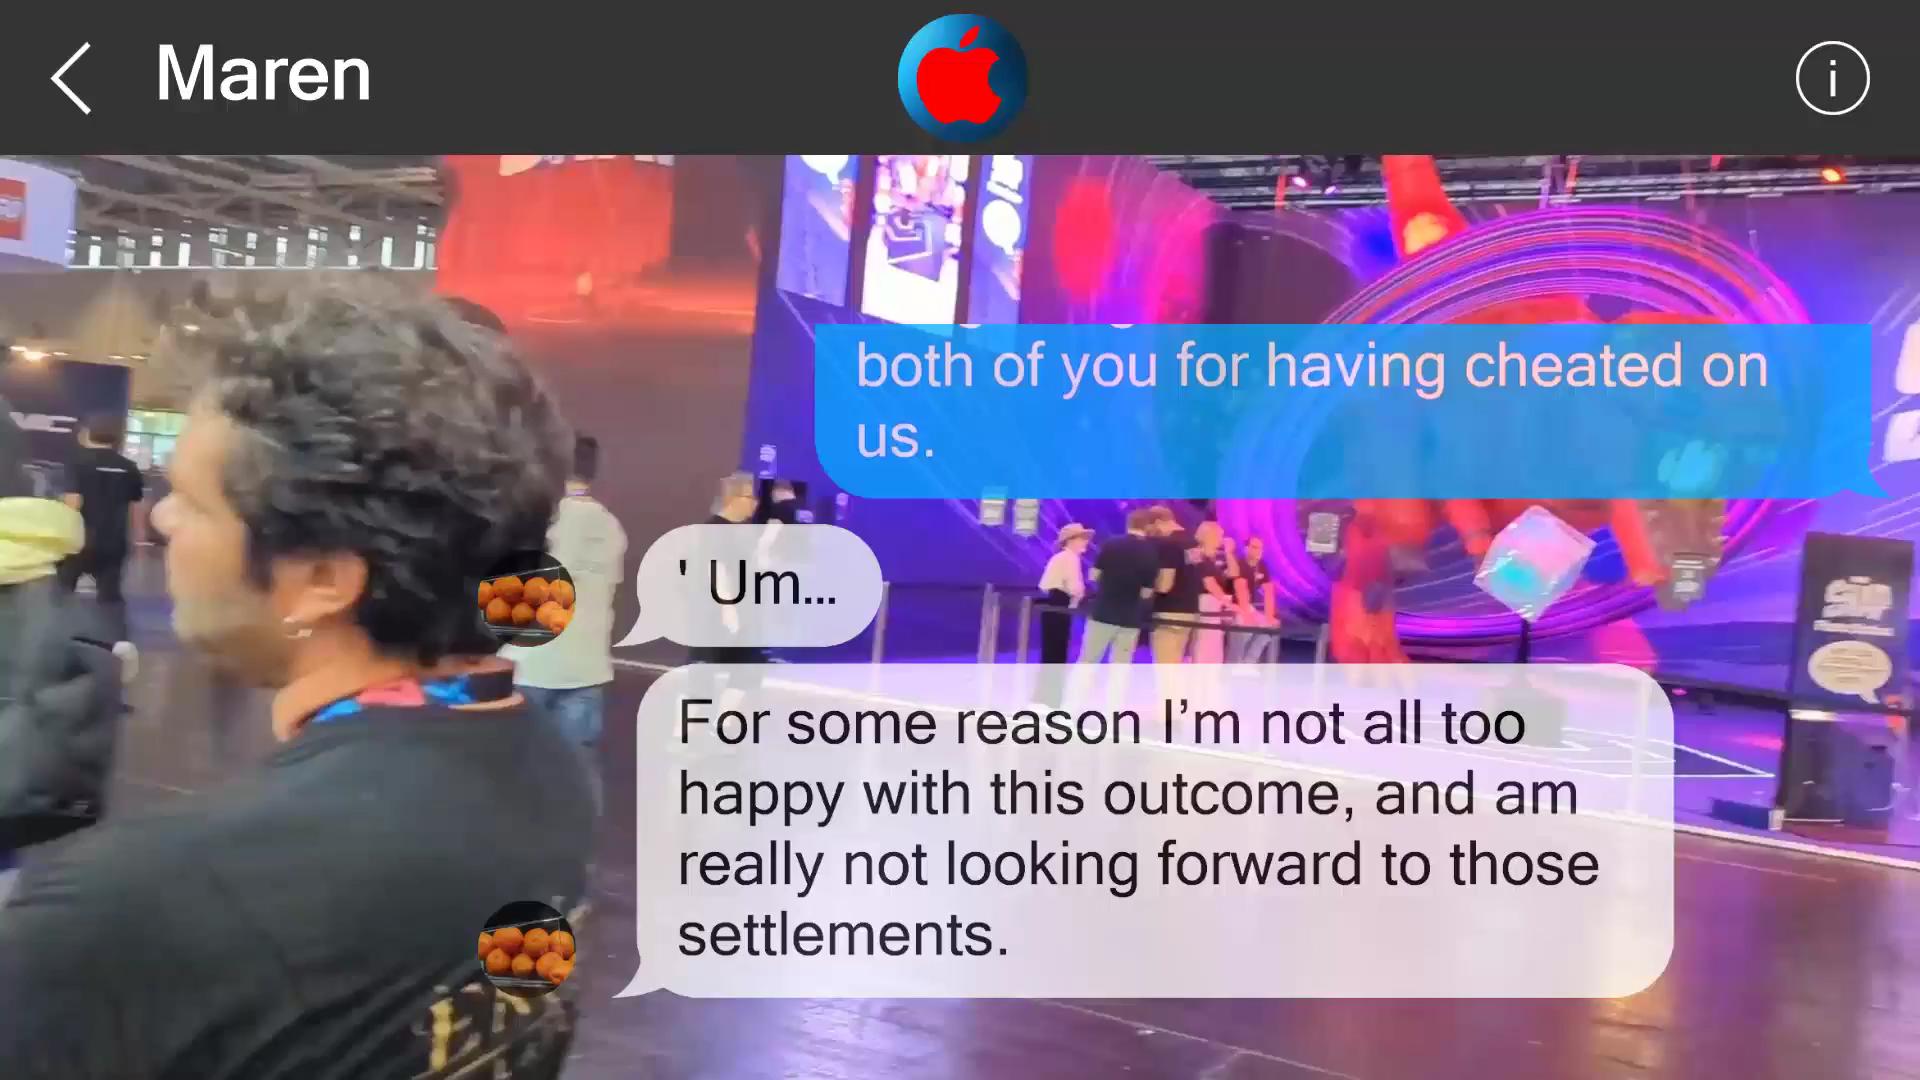 Maren
both of you for having cheated on
us.
' Um...
For some reason I’m not all too
happy with this outcome, and am
really not looking forward to those
settlements.